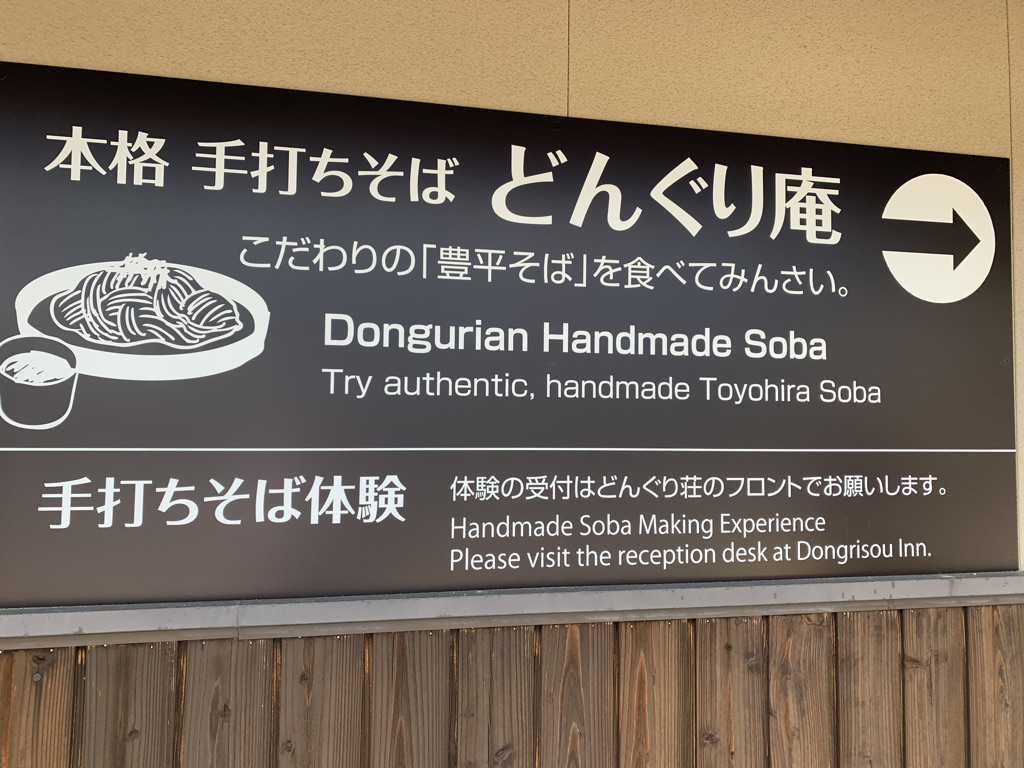 本格 手打ちそば どんぐり庵
こだわりの「豊平そば」を食べてみんさい。
Dongurian Handmade Soba
Try authentic, handmade Toyohira Soba
手打ちそば体験
体験の受付はどんぐり荘のフロントでお願いします。
Handmade Soba Making Experience
Please visit the reception desk at Dongrisou Inn.